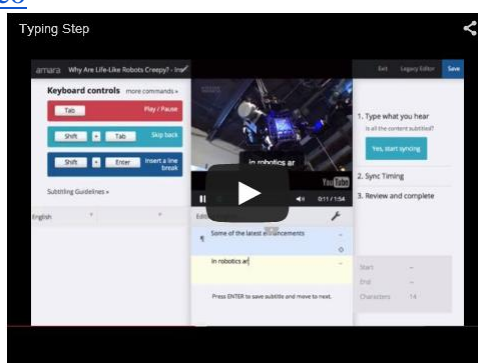 Typing Step
amara Why Are Life-Like Robots Creepy? - Ins
Exit Legacy Editor Save
Keyboard controls more commands »
Tab Play / Pause
Shift + Tab Skip back
Shift + Enter Insert a line
break
Subtitling Guidelines »
in robotics ar
YouTube
0:11 / 1:54
1. Type what you hear
Is all the content subtitled?
Yes, start syncing
2. Sync Timing
3. Review and complete
English
Some of the latest
in robotics ar
Press ENTER to save subtitle and move to next.
Start --
End --
Characters 14